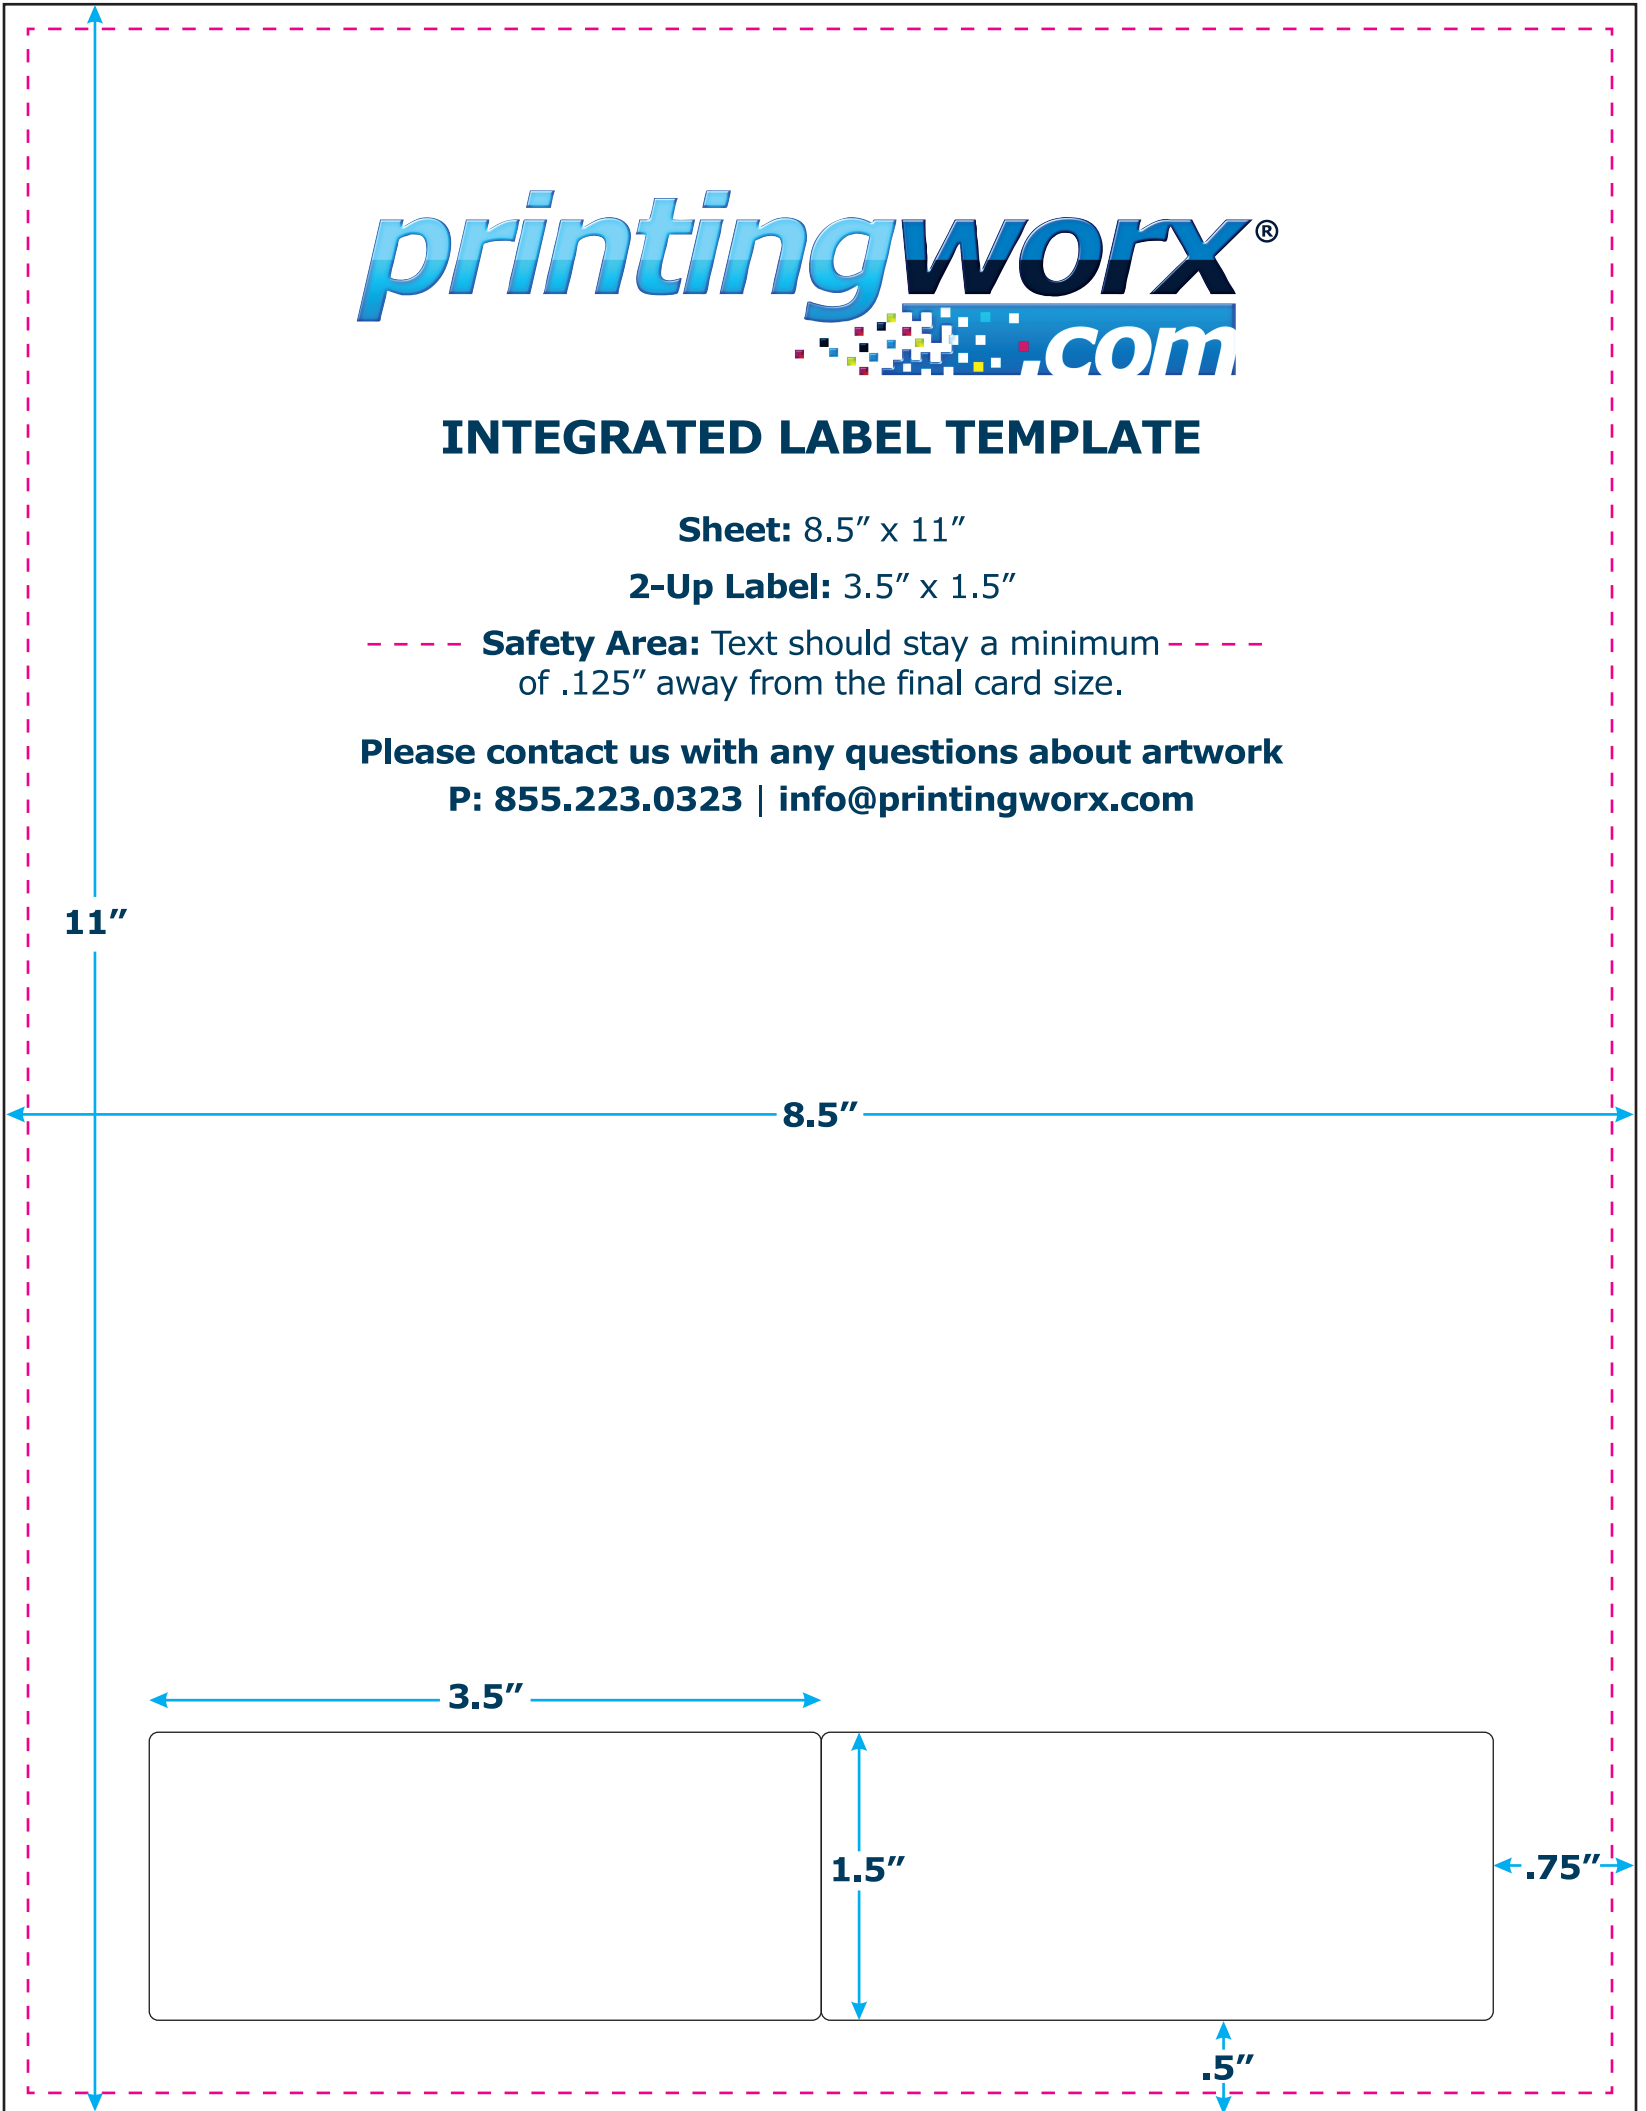 printingworx®
.com
INTEGRATED LABEL TEMPLATE
Sheet: 8.5” x 11”
2-Up Label: 3.5” x 1.5”
Safety Area: Text should stay a minimum
of .125” away from the final card size.
Please contact us with any questions about artwork
P: 855.223.0323 | info@printingworx.com
11”
8.5”
3.5”
1.5”
.75”
.5”